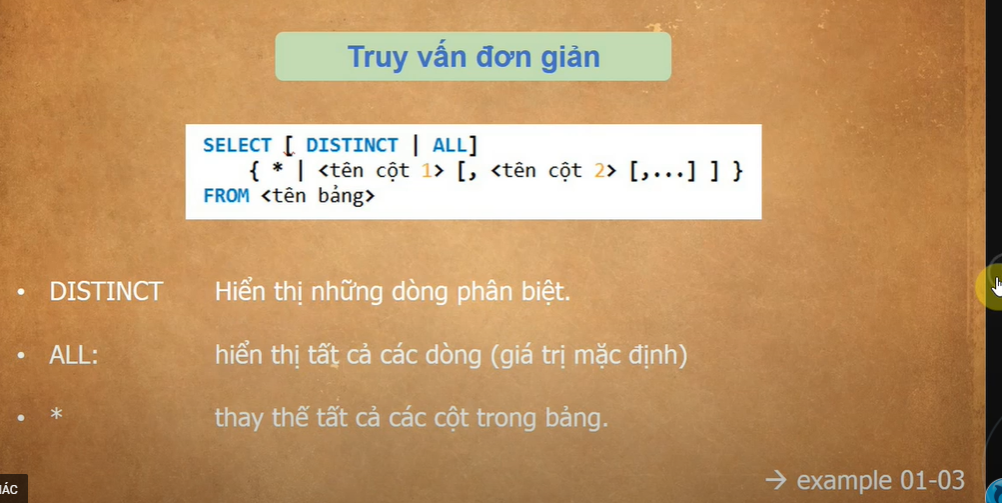 Truy vấn đơn giản
SELECT [ DISTINCT | ALL]
{ * | <tên cột 1> [, <tên cột 2> [,...] ] }
FROM <tên bảng>
• DISTINCT Hiển thị những dòng phân biệt.
• ALL: hiển thị tất cả các dòng (giá trị mặc định)
• * thay thế tất cả các cột trong bảng.
→ example 01-03
ÁC